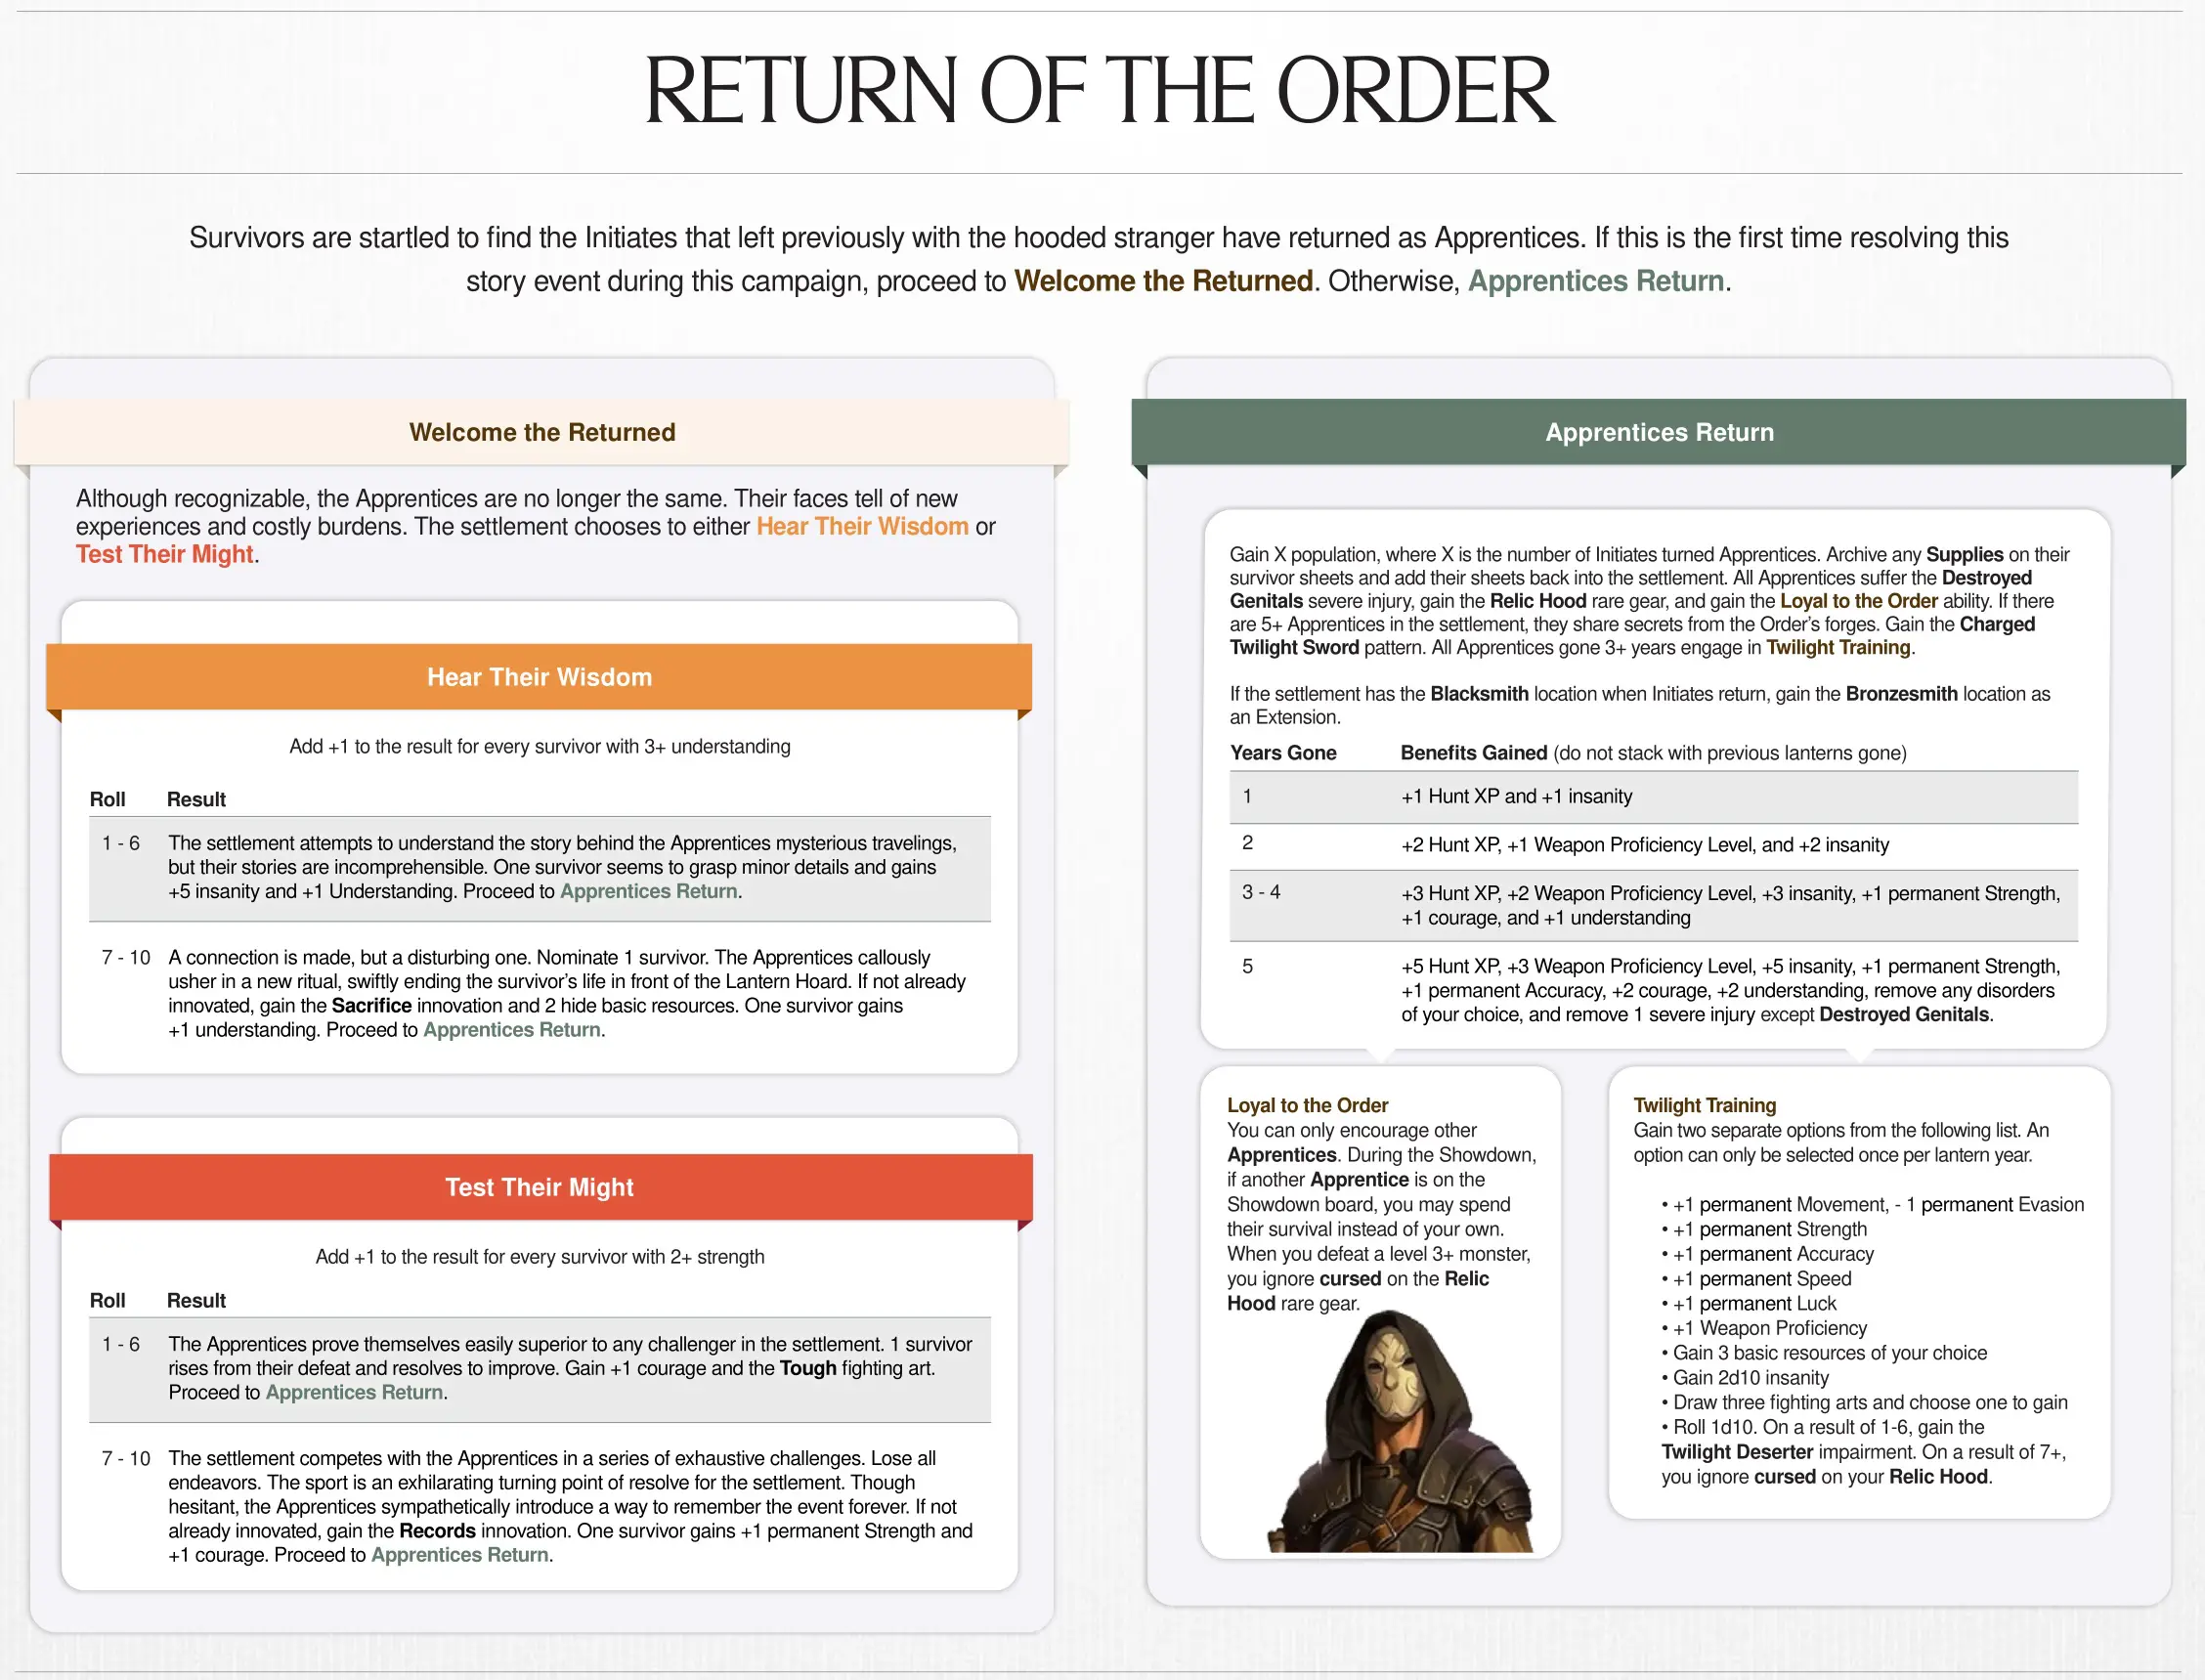 RETURN OF THE ORDER
Survivors are startled to find the Initiates that left previously with the hooded stranger have returned as Apprentices. If this is the first time resolving this
story event during this campaign, proceed to Welcome the Returned. Otherwise, Apprentices Return.
Welcome the Returned
Although recognizable, the Apprentices are no longer the same. Their faces tell of new
experiences and costly burdens. The settlement chooses to either Hear Their Wisdom or
Test Their Might.
Hear Their Wisdom
Add +1 to the result for every survivor with 3+ understanding
Roll Result
1 - 6 The settlement attempts to understand the story behind the Apprentices mysterious travelings,
but their stories are incomprehensible. One survivor seems to grasp minor details and gains
+5 insanity and +1 Understanding. Proceed to Apprentices Return.
7 - 10 A connection is made, but a disturbing one. Nominate 1 survivor. The Apprentices callously
usher in a new ritual, swiftly ending the survivor's life in front of the Lantern Hoard. If not already
innovated, gain the Sacrifice innovation and 2 hide basic resources. One survivor gains
+1 understanding. Proceed to Apprentices Return.
Test Their Might
Add +1 to the result for every survivor with 2+ strength
Roll Result
1 - 6 The Apprentices prove themselves easily superior to any challenger in the settlement. 1 survivor
rises from their defeat and resolves to improve. Gain +1 courage and the Tough fighting art.
Proceed to Apprentices Return.
7 - 10 The settlement competes with the Apprentices in a series of exhaustive challenges. Lose all
endeavors. The sport is an exhilarating turning point of resolve for the settlement. Though
hesitant, the Apprentices sympathetically introduce a way to remember the event forever. If not
already innovated, gain the Records innovation. One survivor gains +1 permanent Strength and
+1 courage. Proceed to Apprentices Return.
Apprentices Return
Gain X population, where X is the number of Initiates turned Apprentices. Archive any Supplies on their
survivor sheets and add their sheets back into the settlement. All Apprentices suffer the Destroyed
Genitals severe injury, gain the Relic Hood rare gear, and gain the Loyal to the Order ability. If there
are 5+ Apprentices in the settlement, they share secrets from the Order's forges. Gain the Charged
Twilight Sword pattern. All Apprentices gone 3+ years engage in Twilight Training.
If the settlement has the Blacksmith location when Initiates return, gain the Bronzesmith location as
an Extension.
Years Gone Benefits Gained (do not stack with previous lanterns gone)
1 +1 Hunt XP and +1 insanity
2 +2 Hunt XP, +1 Weapon Proficiency Level, and +2 insanity
3 - 4 +3 Hunt XP, +2 Weapon Proficiency Level, +3 insanity, +1 permanent Strength,
+1 courage, and +1 understanding
5 +5 Hunt XP, +3 Weapon Proficiency Level, +5 insanity, +1 permanent Strength,
+1 permanent Accuracy, +2 courage, +2 understanding, remove any disorders
of your choice, and remove 1 severe injury except Destroyed Genitals.
Loyal to the Order
You can only encourage other
Apprentices. During the Showdown,
if another Apprentice is on the
Showdown board, you may spend
their survival instead of your own.
When you defeat a level 3+ monster,
you ignore cursed on the Relic
Hood rare gear.
Twilight Training
Gain two separate options from the following list. An
option can only be selected once per lantern year.
• +1 permanent Movement, - 1 permanent Evasion
• +1 permanent Strength
• +1 permanent Accuracy
• +1 permanent Speed
• +1 permanent Luck
• +1 Weapon Proficiency
• Gain 3 basic resources of your choice
• Gain 2d10 insanity
• Draw three fighting arts and choose one to gain
• Roll 1d10. On a result of 1-6, gain the
Twilight Deserter impairment. On a result of 7+,
you ignore cursed on your Relic Hood.